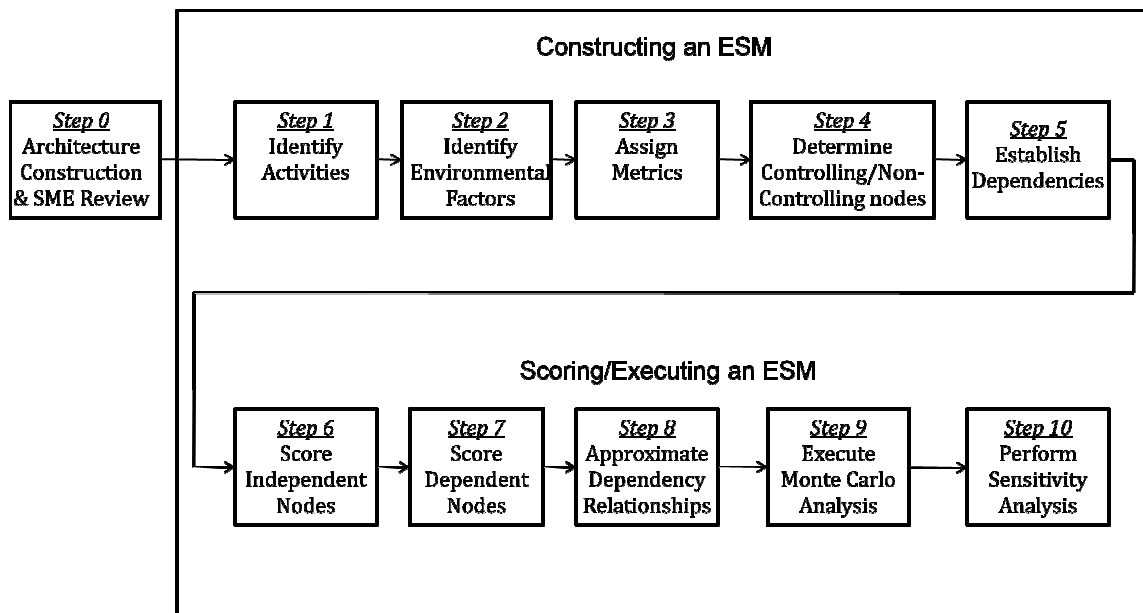 Constructing an ESM
Step 0
Architecture
Construction
& SME Review
Step 1
Identify
Activities
Step 2
Identify
Environmental
Factors
Step 3
Assign
Metrics
Step 4
Determine
Controlling/Non-
Controlling nodes
Step 5
Establish
Dependencies
Scoring/Executing an ESM
Step 6
Score
Independent
Nodes
Step 7
Score
Dependent
Nodes
Step 8
Approximate
Dependency
Relationships
Step 9
Execute
Monte Carlo
Analysis
Step 10
Perform
Sensitivity
Analysis